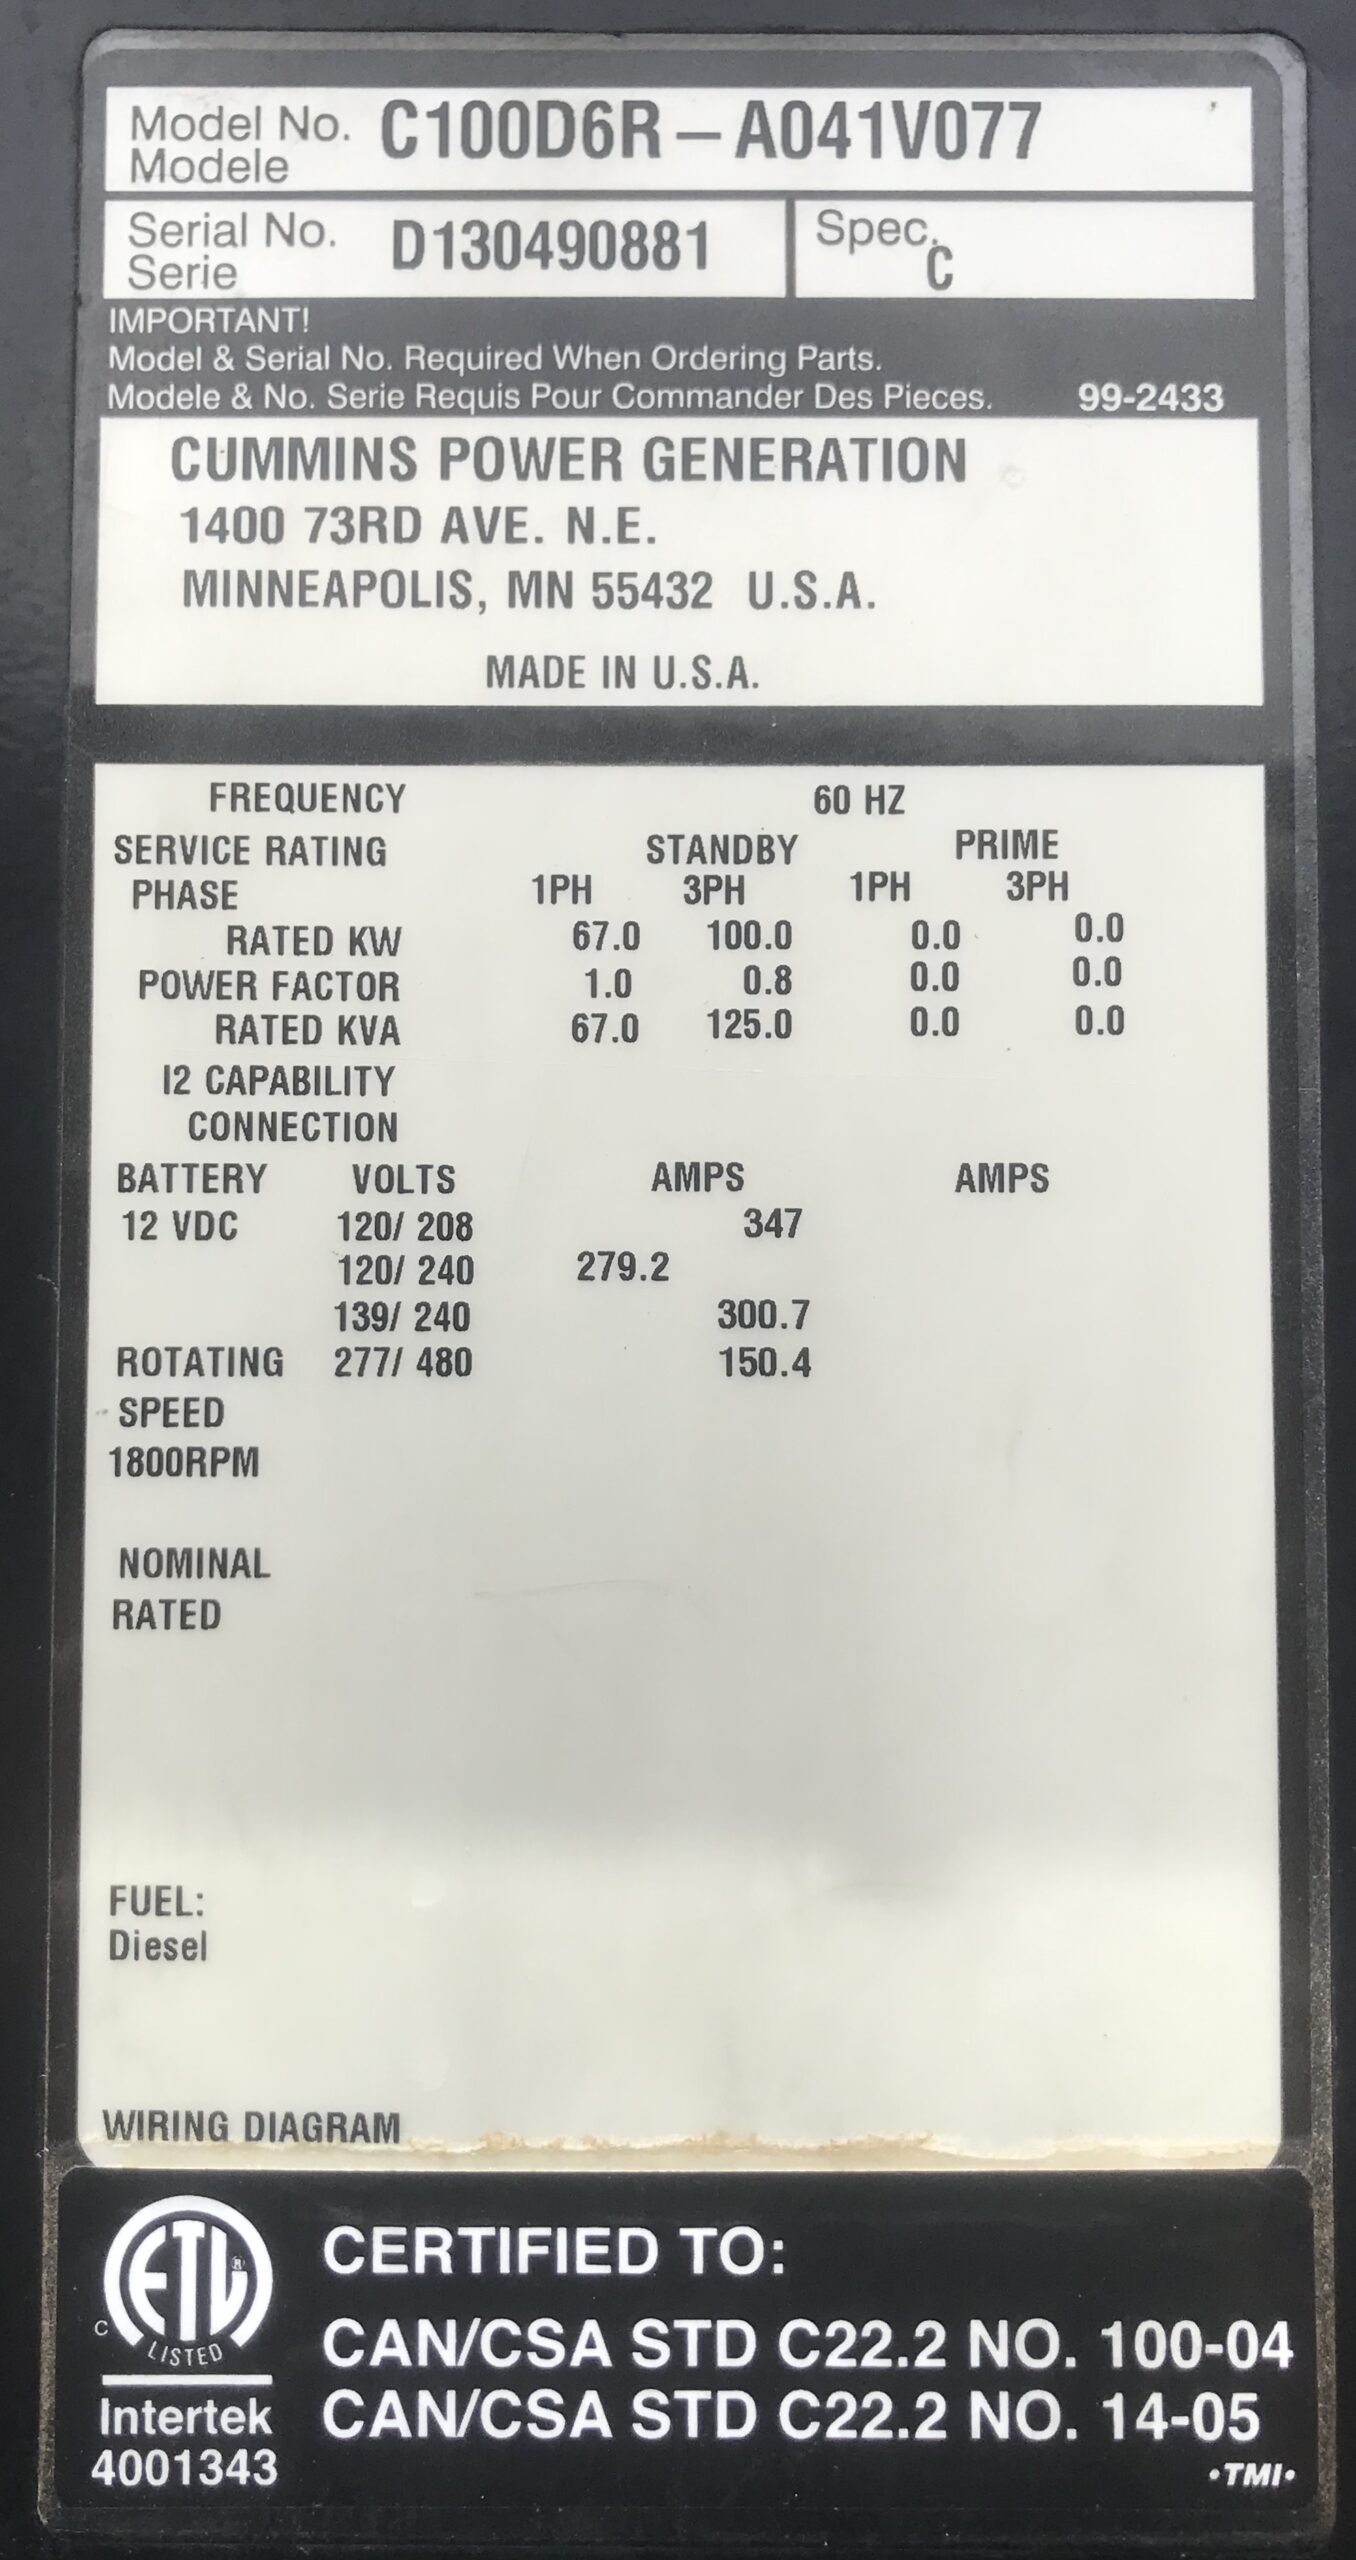 Model No. C100D6R - A041V077
Modele
Serial No. D130490881
Serie
Spec.
C
IMPORTANT!
Model & Serial No. Required When Ordering Parts.
Modele & No. Serie Requis Pour Commander Des Pieces. 99-2433
CUMMINS POWER GENERATION
1400 73RD AVE. N.E.
MINNEAPOLIS, MN 55432 U.S.A.
MADE IN U.S.A.
FREQUENCY 60 HZ
SERVICE RATING STANDBY PRIME
PHASE 1PH 3PH 1PH 3PH
RATED KW 67.0 100.0 0.0 0.0
POWER FACTOR 1.0 0.8 0.0 0.0
RATED KVA 67.0 125.0 0.0 0.0
I2 CAPABILITY
CONNECTION
BATTERY VOLTS AMPS AMPS
12 VDC 120/ 208 347
120/ 240 279.2
139/ 240 300.7
ROTATING 277/ 480 150.4
SPEED
1800RPM
NOMINAL
RATED
FUEL:
Diesel
WIRING DIAGRAM
C ETL ®
LISTED
Intertek
4001343
CERTIFIED TO:
CAN/CSA STD C22.2 NO. 100-04
CAN/CSA STD C22.2 NO. 14-05
•TMI•